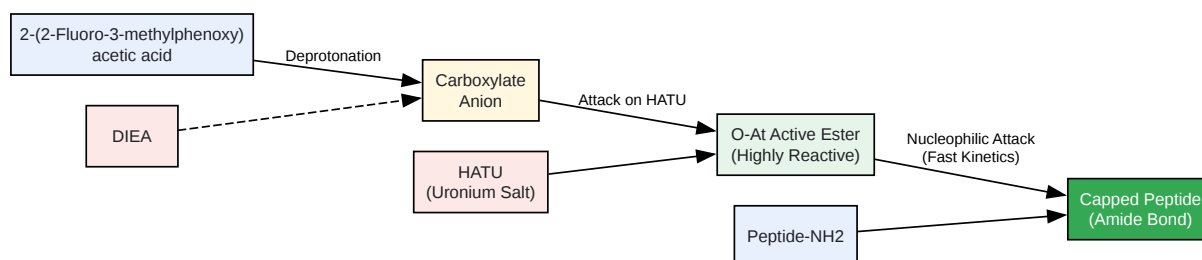 2-(2-Fluoro-3-methylphenoxy)
acetic acid
Deprotonation
DIEA
Carboxylate
Anion
Attack on HATU
HATU
(Uronium Salt)
O-At Active Ester
(Highly Reactive)
Nucleophilic Attack
(Fast Kinetics)
Peptide-NH2
Capped Peptide
(Amide Bond)